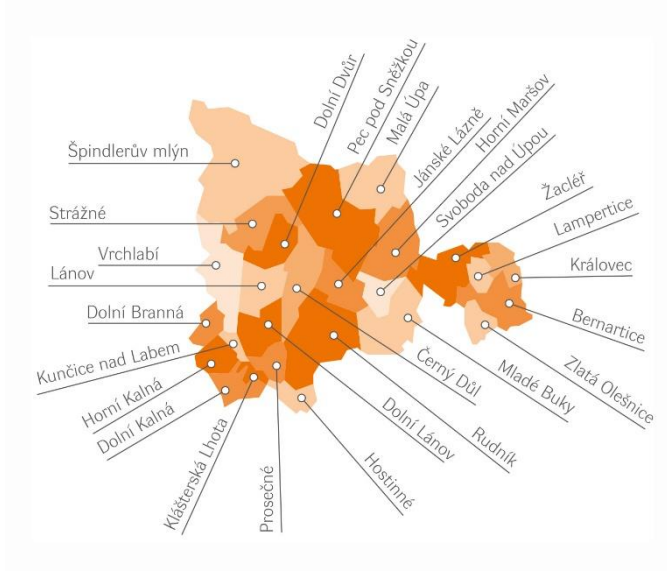 Dolní Dvůr
Pec pod Sněžkou
Malá Úpa
Jánské Lázně
Horní Maršov
Svoboda nad Úpou
Žacléř
Lampertice
Královec
Bernartice
Zlatá Olešnice
Mladé Buky
Černý Důl
Rudník
Dolní Lánov
Hostinné
Prosečné
Klášterská Lhota
Dolní Kalná
Horní Kalná
Kunčice nad Labem
Dolní Branná
Lánov
Vrchlabí
Strážné
Špindlerův mlýn